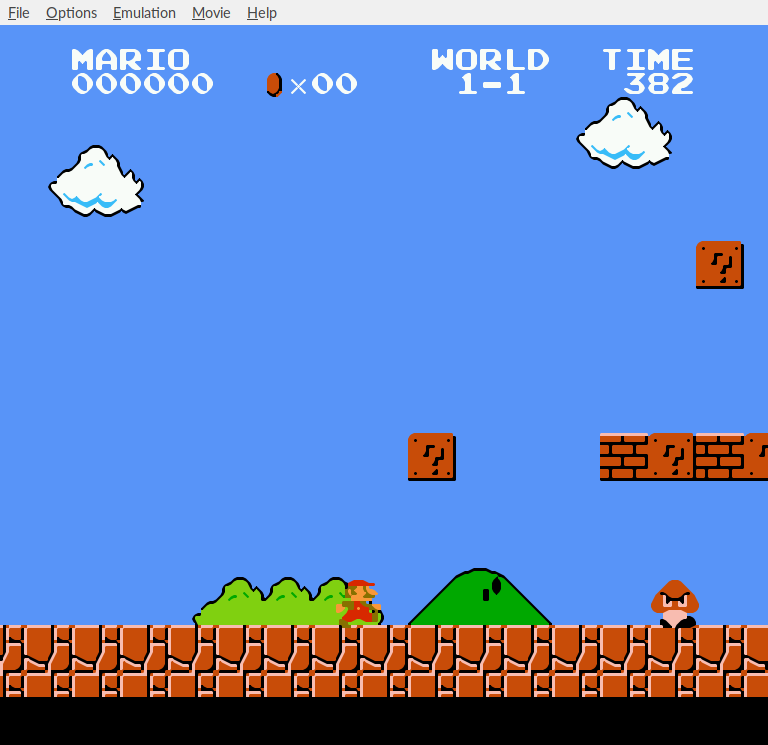 File Options Emulation Movie Help
MARIO WORLD TIME
000000 ×00 1-1 382
?
?
? ?